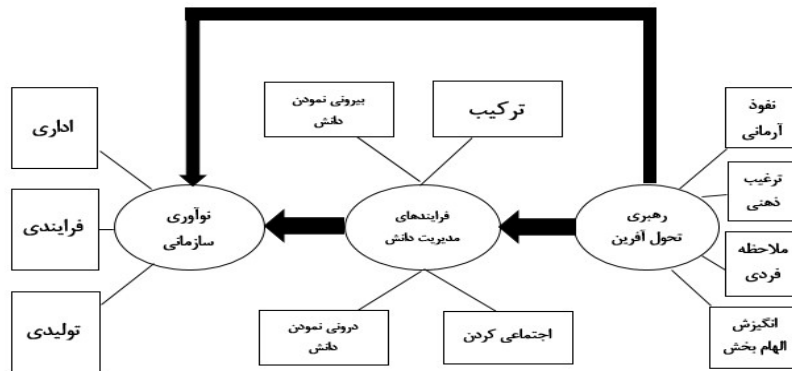 نفوذ
آرمانی
ترغیب
ذهنی
ملاحظه
فردی
انگیزش
الهام بخش
رهبری
تحول آفرین
ترکیب
بیرونی نمودن
دانش
فرایندهای
مدیریت دانش
اجتماعی کردن
درونی نمودن
دانش
نوآوری
سازمانی
اداری
فرایندی
تولیدی